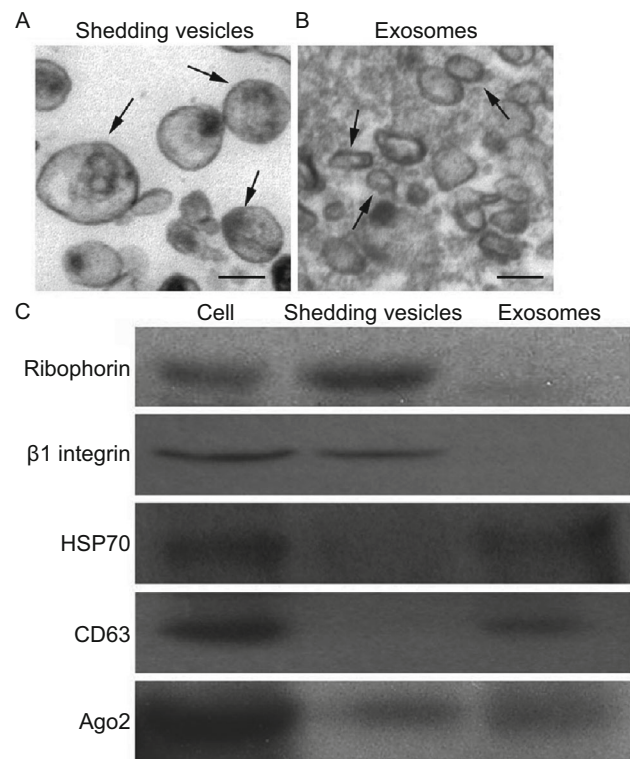 A
Shedding vesicles
B
Exosomes
C
Cell Shedding vesicles Exosomes
Ribophorin
β1 integrin
HSP70
CD63
Ago2